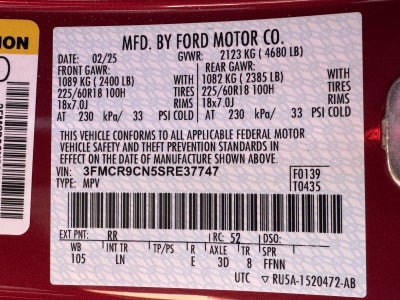 NION
MFD. BY FORD MOTOR CO.
DATE: 02/25 GVWR: 2123 KG ( 4680 LB)
FRONT GAWR: REAR GAWR:
1089 KG ( 2400 LB) WITH 1082 KG ( 2385 LB) WITH
225/60R18 100H TIRES 225/60R18 100H TIRES
18x7.0J RIMS 18x7.0J RIMS
AT 230 kPa/ 33 PSI COLD AT 230 kPa/ 33 PSI COLD
THIS VEHICLE CONFORMS TO ALL APPLICABLE FEDERAL MOTOR
VEHICLE SAFETY AND THEFT PREVENTION STANDARDS IN
EFFECT ON THE DATE OF MANUFACTURE SHOWN ABOVE.
VIN: 3FMCR9CN5SRE37747 F0139
TYPE: MPV T0435
EXT PNT: RR RC: 52 DSO:
WB INT TR TP/PS R AXLE TR SPR
105 LN E 3D 8 FFNN
UTC RU5A-1520472-AB